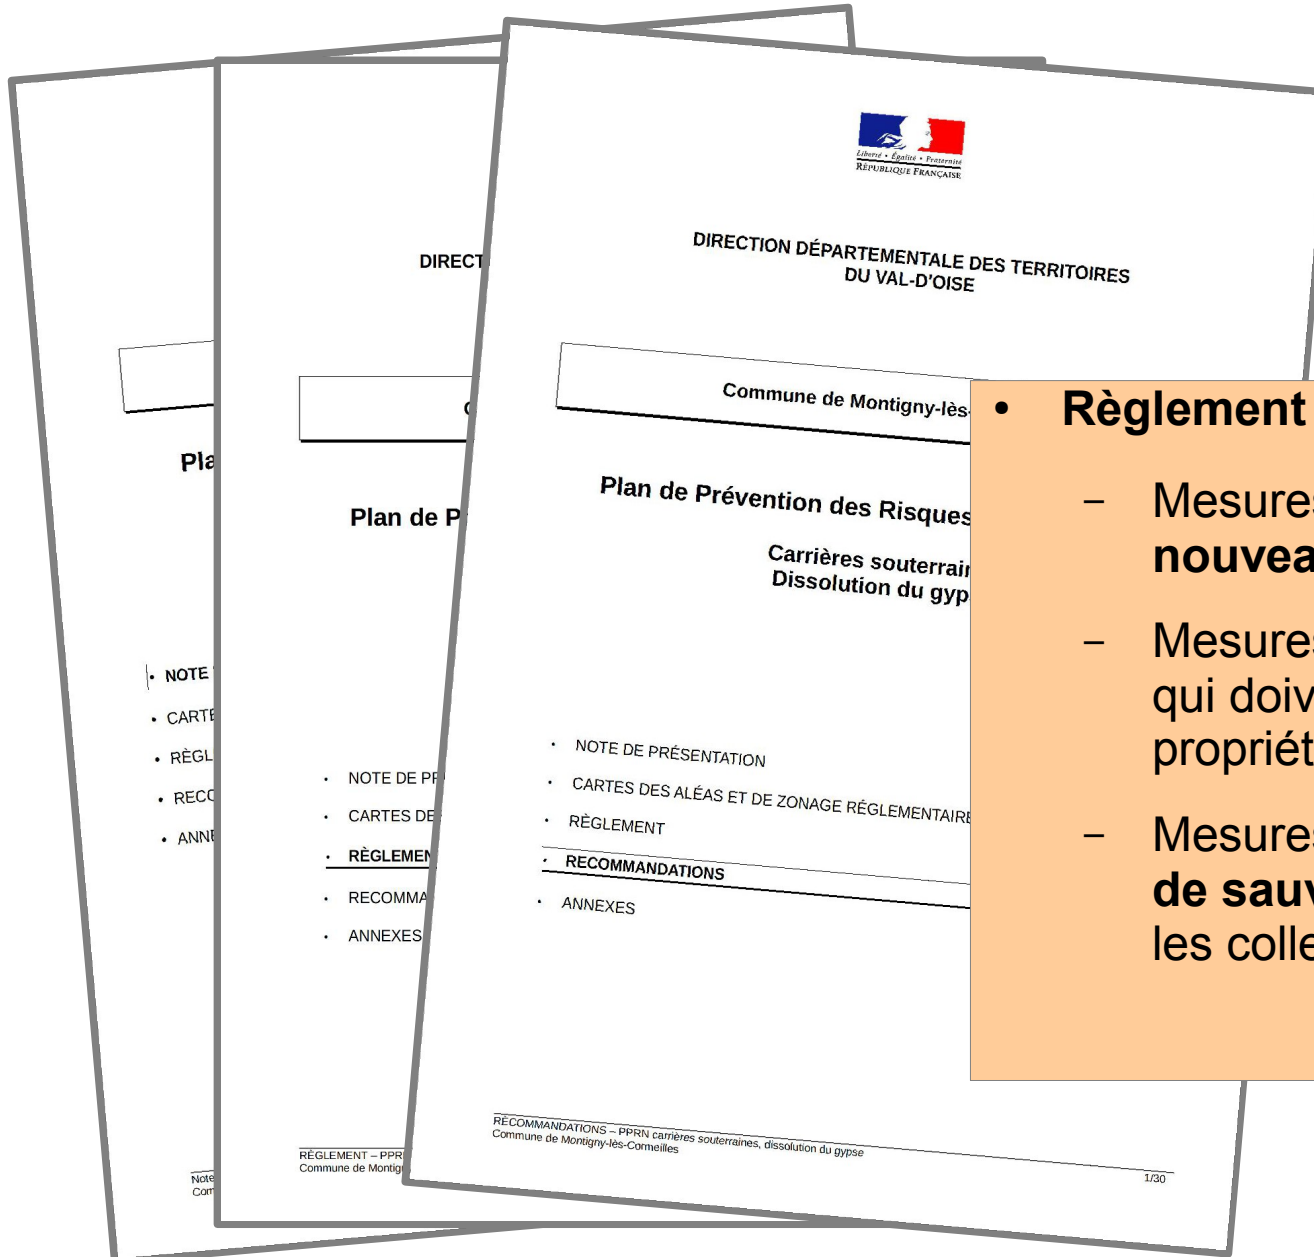 Note
Com
Pla
• NOTE
• CARTE
• RÈGL
• RECO
• ANNE
DIRECT
Plan de P
• NOTE DE PR
• CARTES DE
• RÈGLEMEN
• RECOMMA
• ANNEXES
RÈGLEMENT – PPR
Commune de Montig
Liberté • Égalité • Fraternité
RÉPUBLIQUE FRANÇAISE
DIRECTION DÉPARTEMENTALE DES TERRITOIRES
DU VAL-D'OISE
Commune de Montigny-lès-
Plan de Prévention des Risques
Carrières souterrain
Dissolution du gyp
• NOTE DE PRÉSENTATION
• CARTES DES ALÉAS ET DE ZONAGE RÉGLEMENTAIRE
• RÈGLEMENT
• RECOMMANDATIONS
• ANNEXES
RECOMMANDATIONS – PPRN carrières souterraines, dissolution du gypse
Commune de Montigny-lès-Cormeilles
1/30
• Règlement
– Mesures
nouvea
– Mesures
qui doiv
propriét
– Mesures
de sauv
les colle